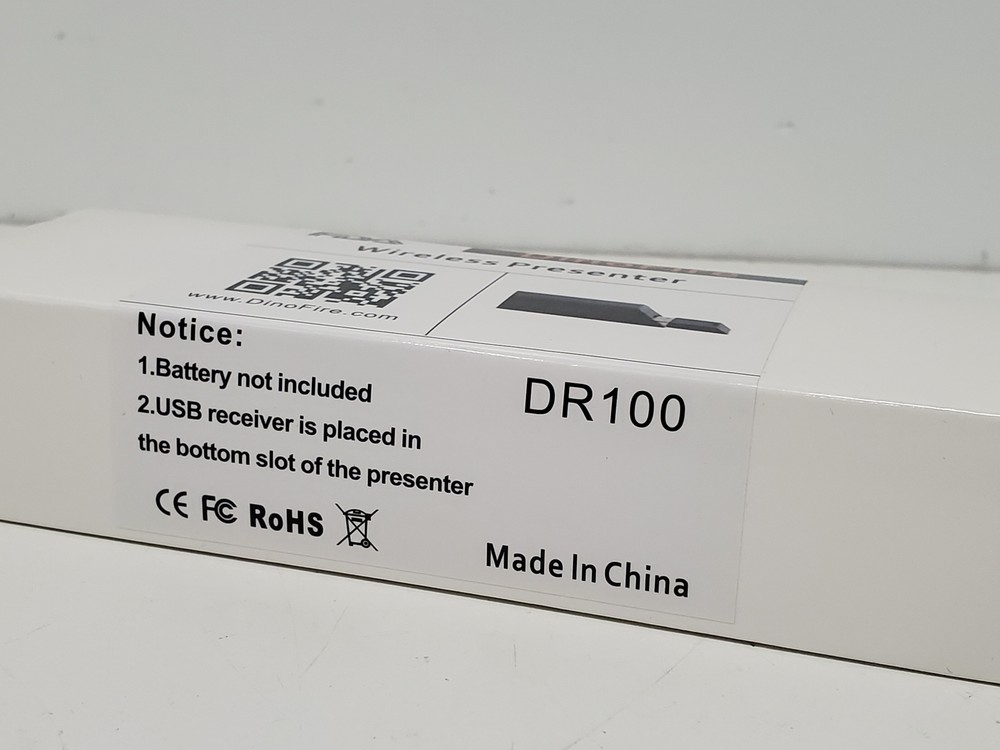 Wireless Presenter
www.DinoFire.com
Notice:
1.Battery not included
2.USB receiver is placed in
the bottom slot of the presenter
CE FC RoHS
DR100
Made In China